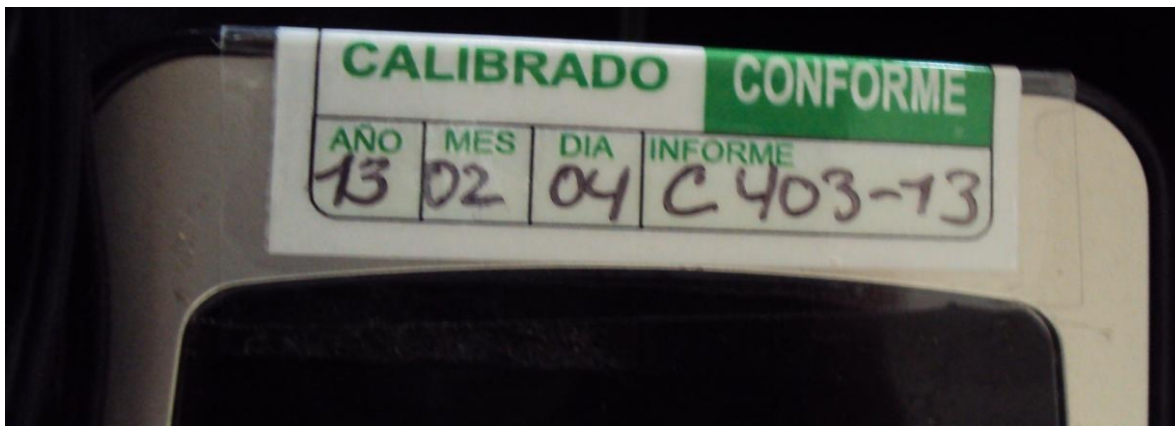 CALIBRADO CONFORME
AÑO MES DIA INFORME
13 02 04 C 403-13